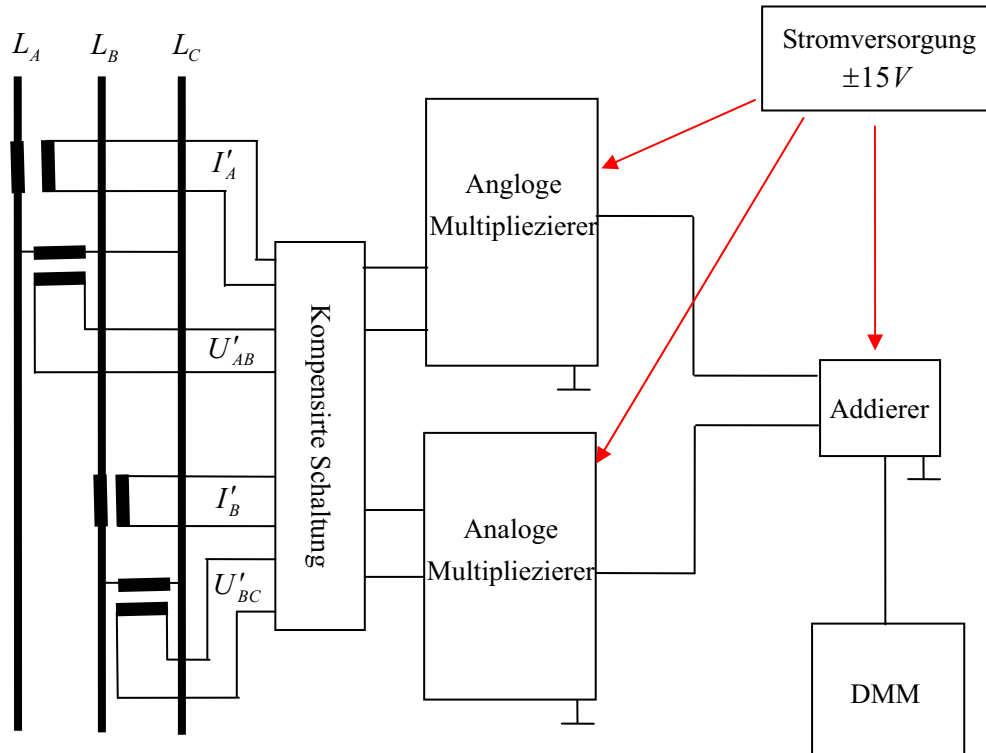 L_A L_B L_C
Stromversorgung
±15V
I'_A
Angloge
Multipliezierer
U'_AB
Kompensirte Schaltung
Addierer
I'_B
Analoge
Multipliezierer
U'_BC
DMM